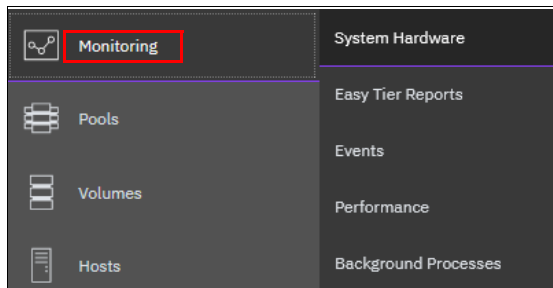 Monitoring
Pools
Volumes
Hosts
System Hardware
Easy Tier Reports
Events
Performance
Background Processes